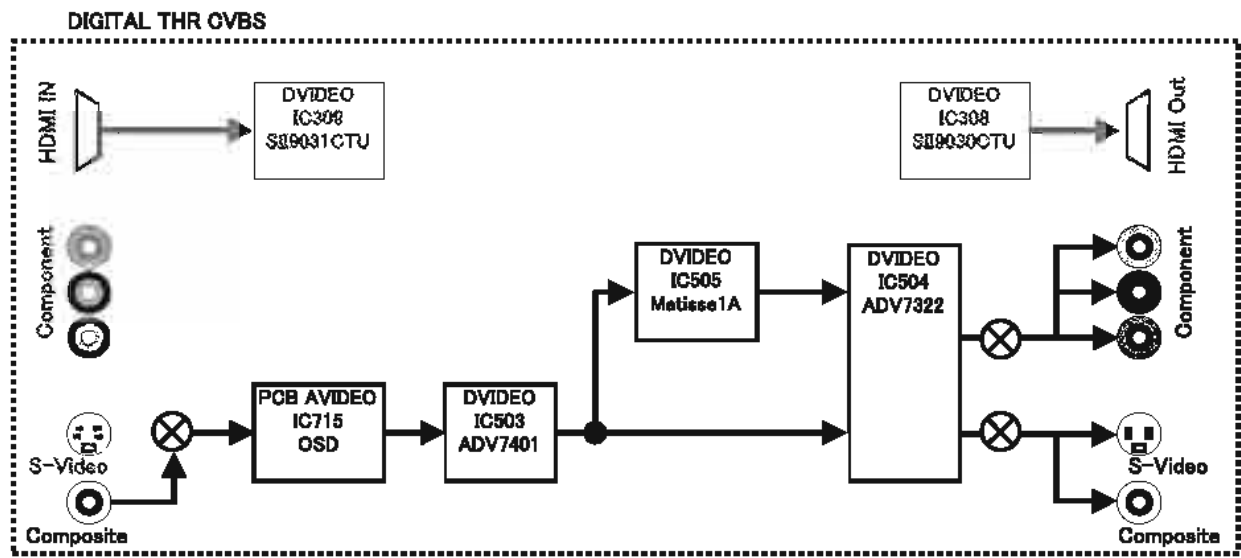 DIGITAL THR CVBS
HDMI IN
DVIDEO
IC309
SII9031CTU
DVIDEO
IC308
SII9030CTU
HDMI Out
Component
DVIDEO
IC505
Matisse1A
DVIDEO
IC504
ADV7322
Component
PCB AVIDEO
IC715
OSD
DVIDEO
IC503
ADV7401
S-Video
Composite
S-Video
Composite